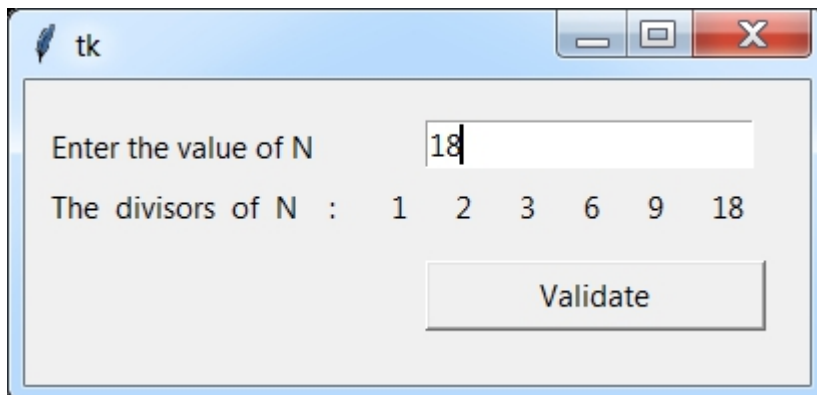 tk
Enter the value of N 18
The divisors of N : 1 2 3 6 9 18
Validate